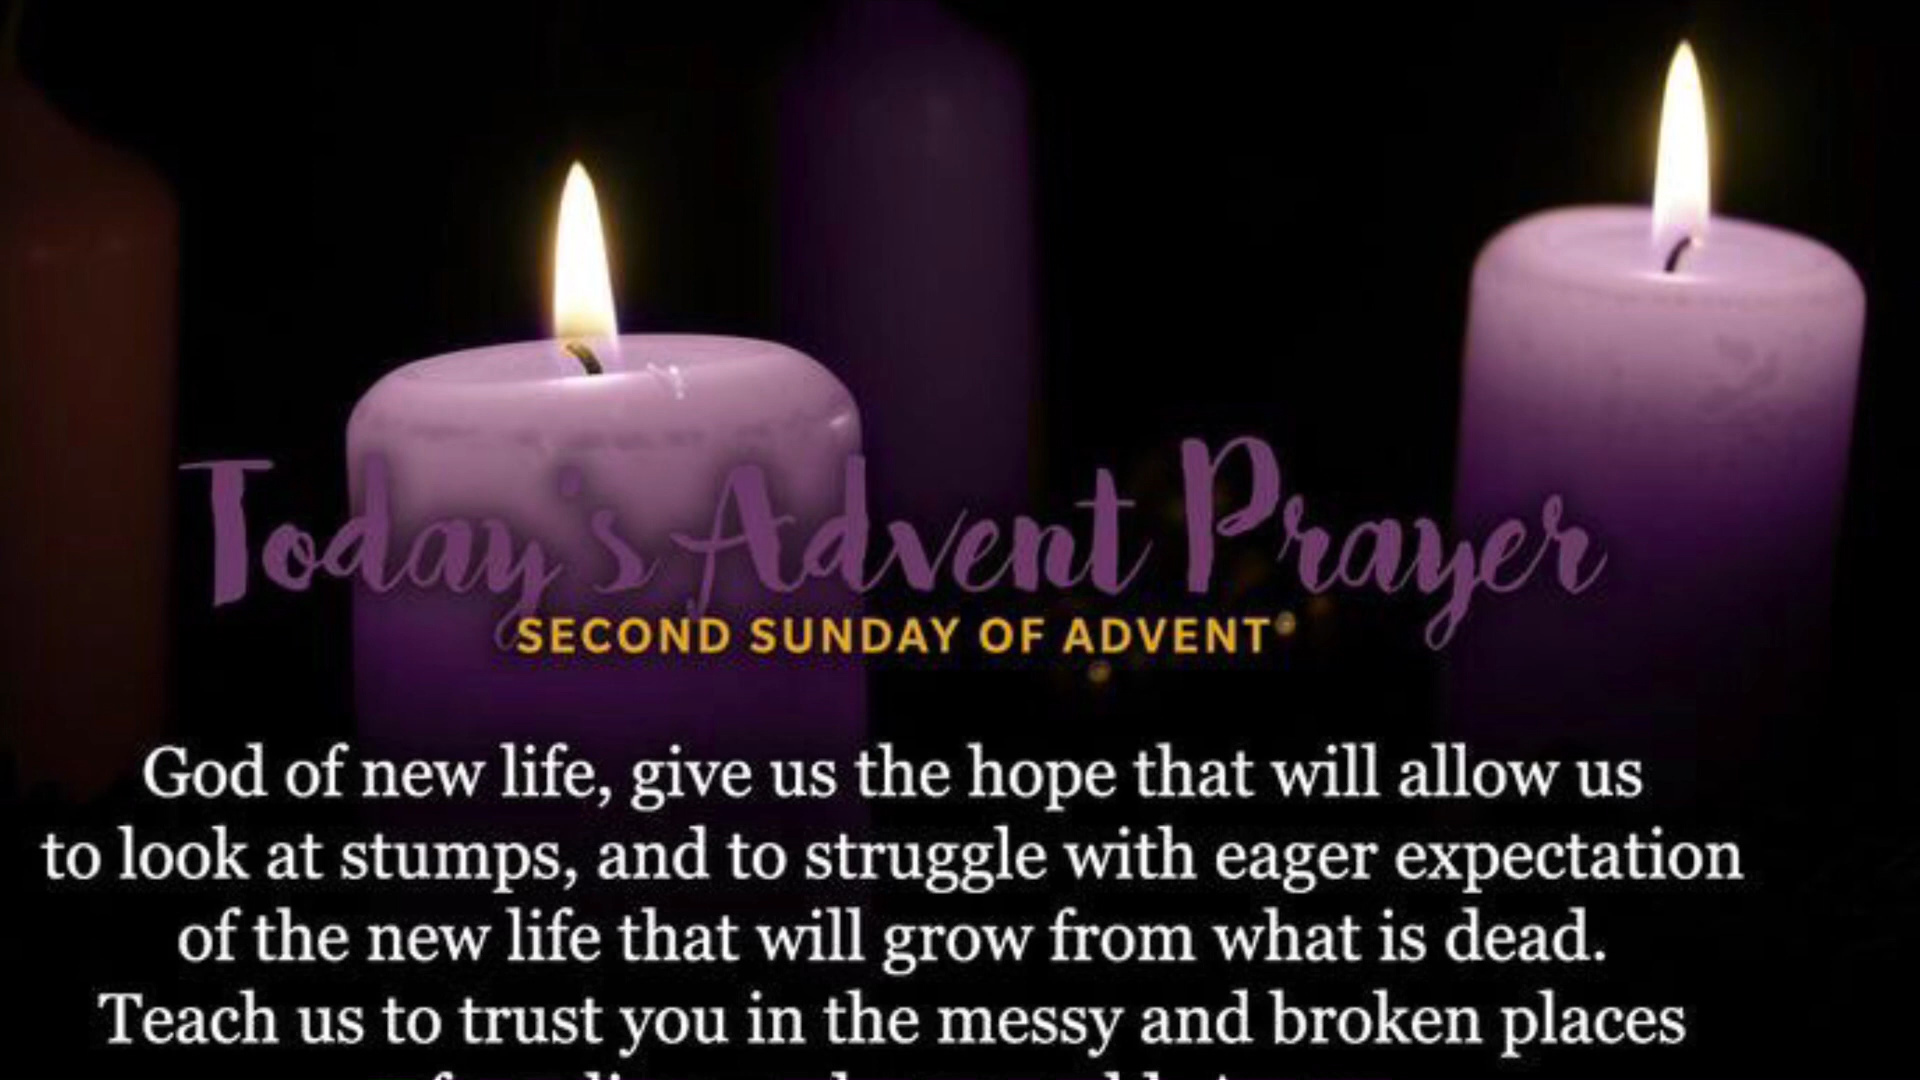 Today's Advent Prayer
SECOND SUNDAY OF ADVENT
God of new life, give us the hope that will allow us
to look at stumps, and to struggle with eager expectation
of the new life that will grow from what is dead.
Teach us to trust you in the messy and broken places